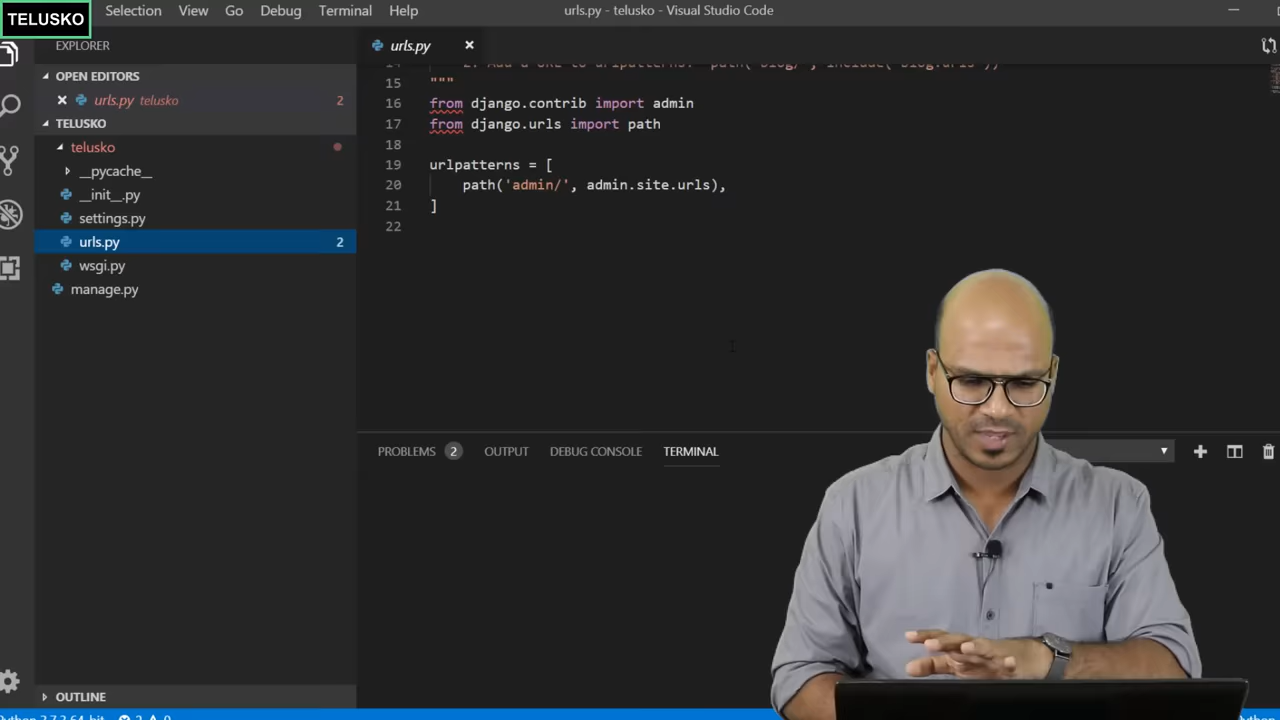 TELUSKO
Selection View Go Debug Terminal Help
urls.py - telusko - Visual Studio Code
EXPLORER
OPEN EDITORS
urls.py telusko 2
TELUSKO
telusko
__pycache__
__init__.py
settings.py
urls.py 2
wsgi.py
manage.py
OUTLINE
urls.py
15 """
16 from django.contrib import admin
17 from django.urls import path
18
19 urlpatterns = [
20 path('admin/', admin.site.urls),
21 ]
22
PROBLEMS 2 OUTPUT DEBUG CONSOLE TERMINAL